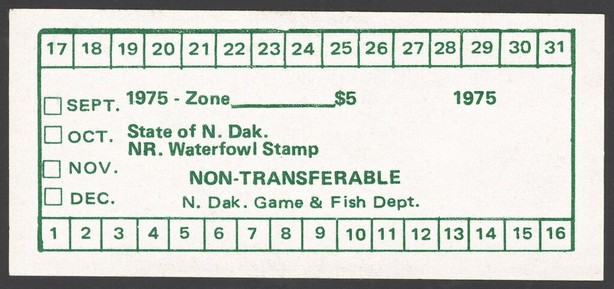 17 18 19 20 21 22 23 24 25 26 27 28 29 30 31
SEPT. 1975 - Zone________$5 1975
OCT. State of N. Dak.
NR. Waterfowl Stamp
NOV.
NON-TRANSFERABLE
DEC. N. Dak. Game & Fish Dept.
1 2 3 4 5 6 7 8 9 10 11 12 13 14 15 16